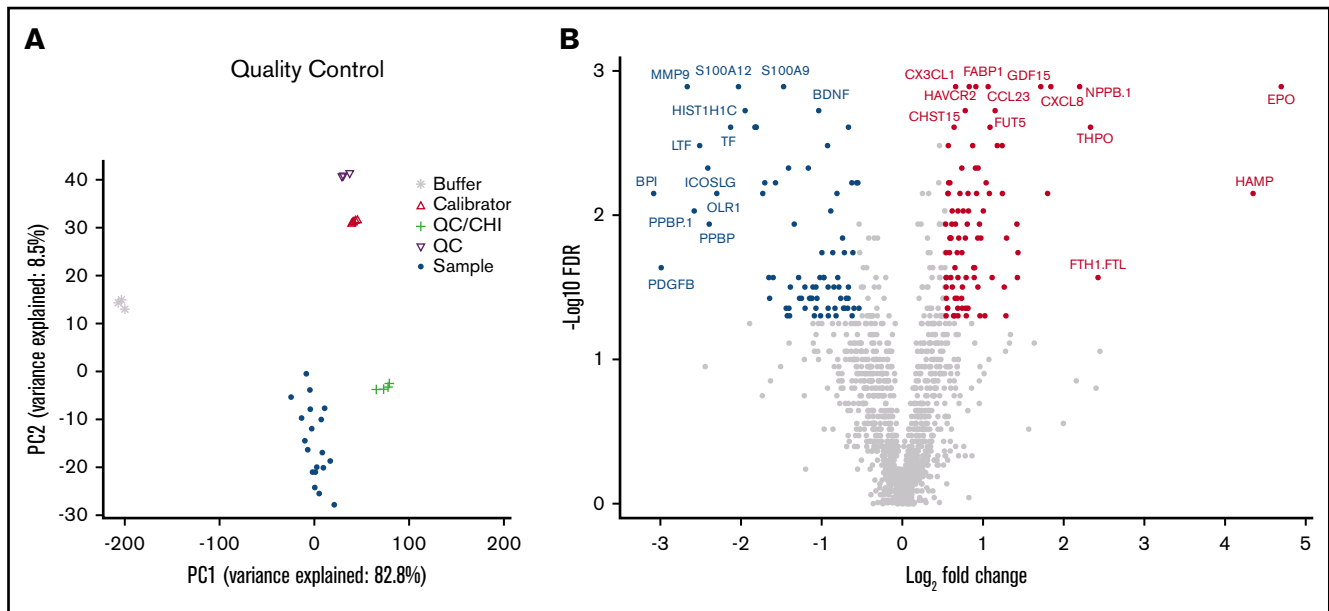 A
Quality Control
PC2 (variance explained: 8.5%)
40
30
20
10
0
-10
-20
-30
-200
-100
0
100
200
PC1 (variance explained: 82.8%)
Buffer
Calibrator
QC/CHI
QC
Sample
B
-Log10 FDR
3
2
1
0
-3
-2
-1
0
1
2
3
4
5
Log2 fold change
MMP9
S100A12
S100A9
HIST1H1C
BDNF
TF
LTF
BPI
ICOSLG
OLR1
PPBP.1
PPBP
PDGFB
CX3CL1
FABP1
GDF15
HAVCR2
CCL23
CXCL8
NPPB.1
EPO
CHST15
FUT5
THPO
HAMP
FTH1.FTL